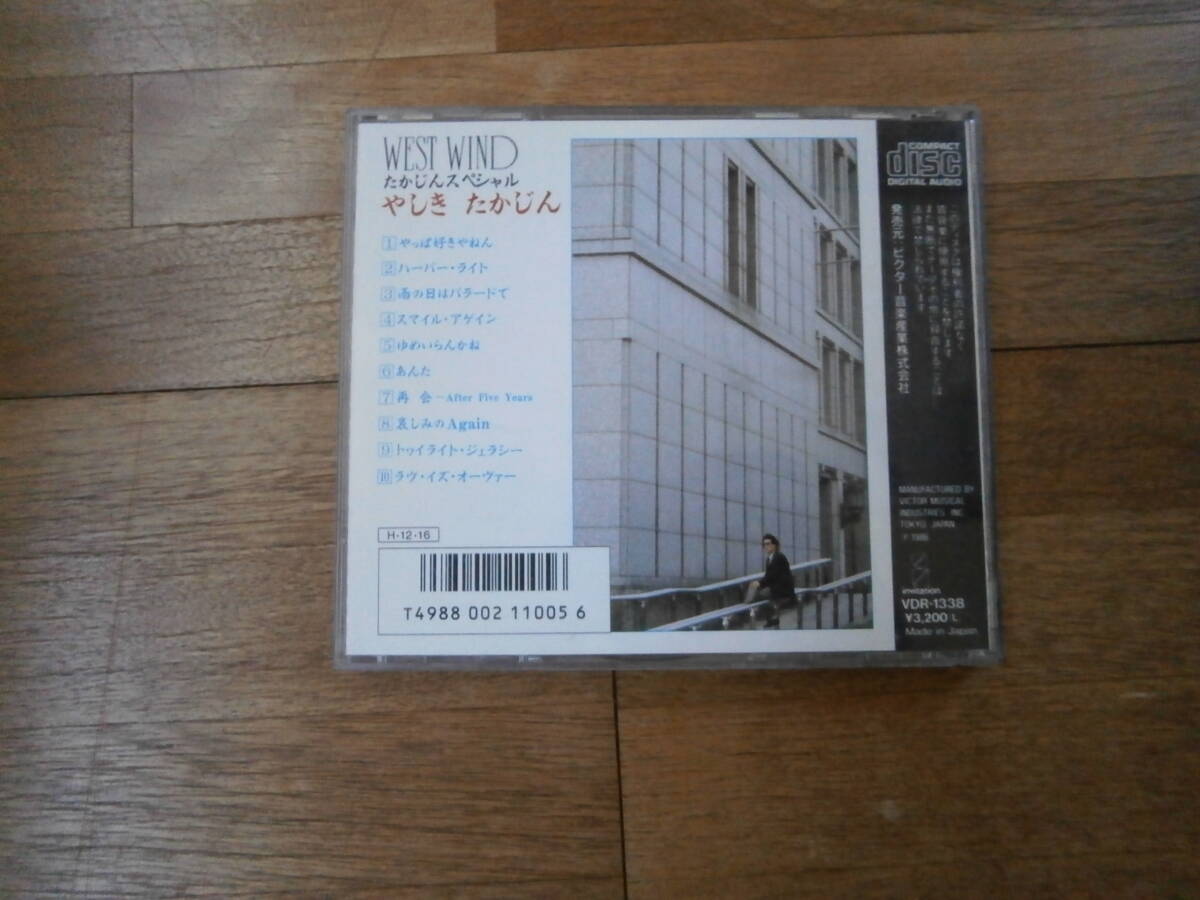 WEST WIND
たかじんスペシャル
やしき たかじん
1 やっぱ好きやねん
2 ハーバー・ライト
3 雨の日はバラードで
4 スマイル・アゲイン
5 ゆめいらんかね
6 あんた
7 再 会 —After Five Years
8 哀しみのAgain
9 トゥイライト・ジェラシー
10 ラヴ・イズ・オーヴァー
H・12・16
T4988 002 11005 6
COMPACT
disc
DIGITAL AUDIO
発売元 ビクター音楽産業株式会社
MANUFACTURED BY
VICTOR MUSICAL
INDUSTRIES INC
TOKYO JAPAN
invitation
VDR-1338
¥3,200 L
Made in Japan